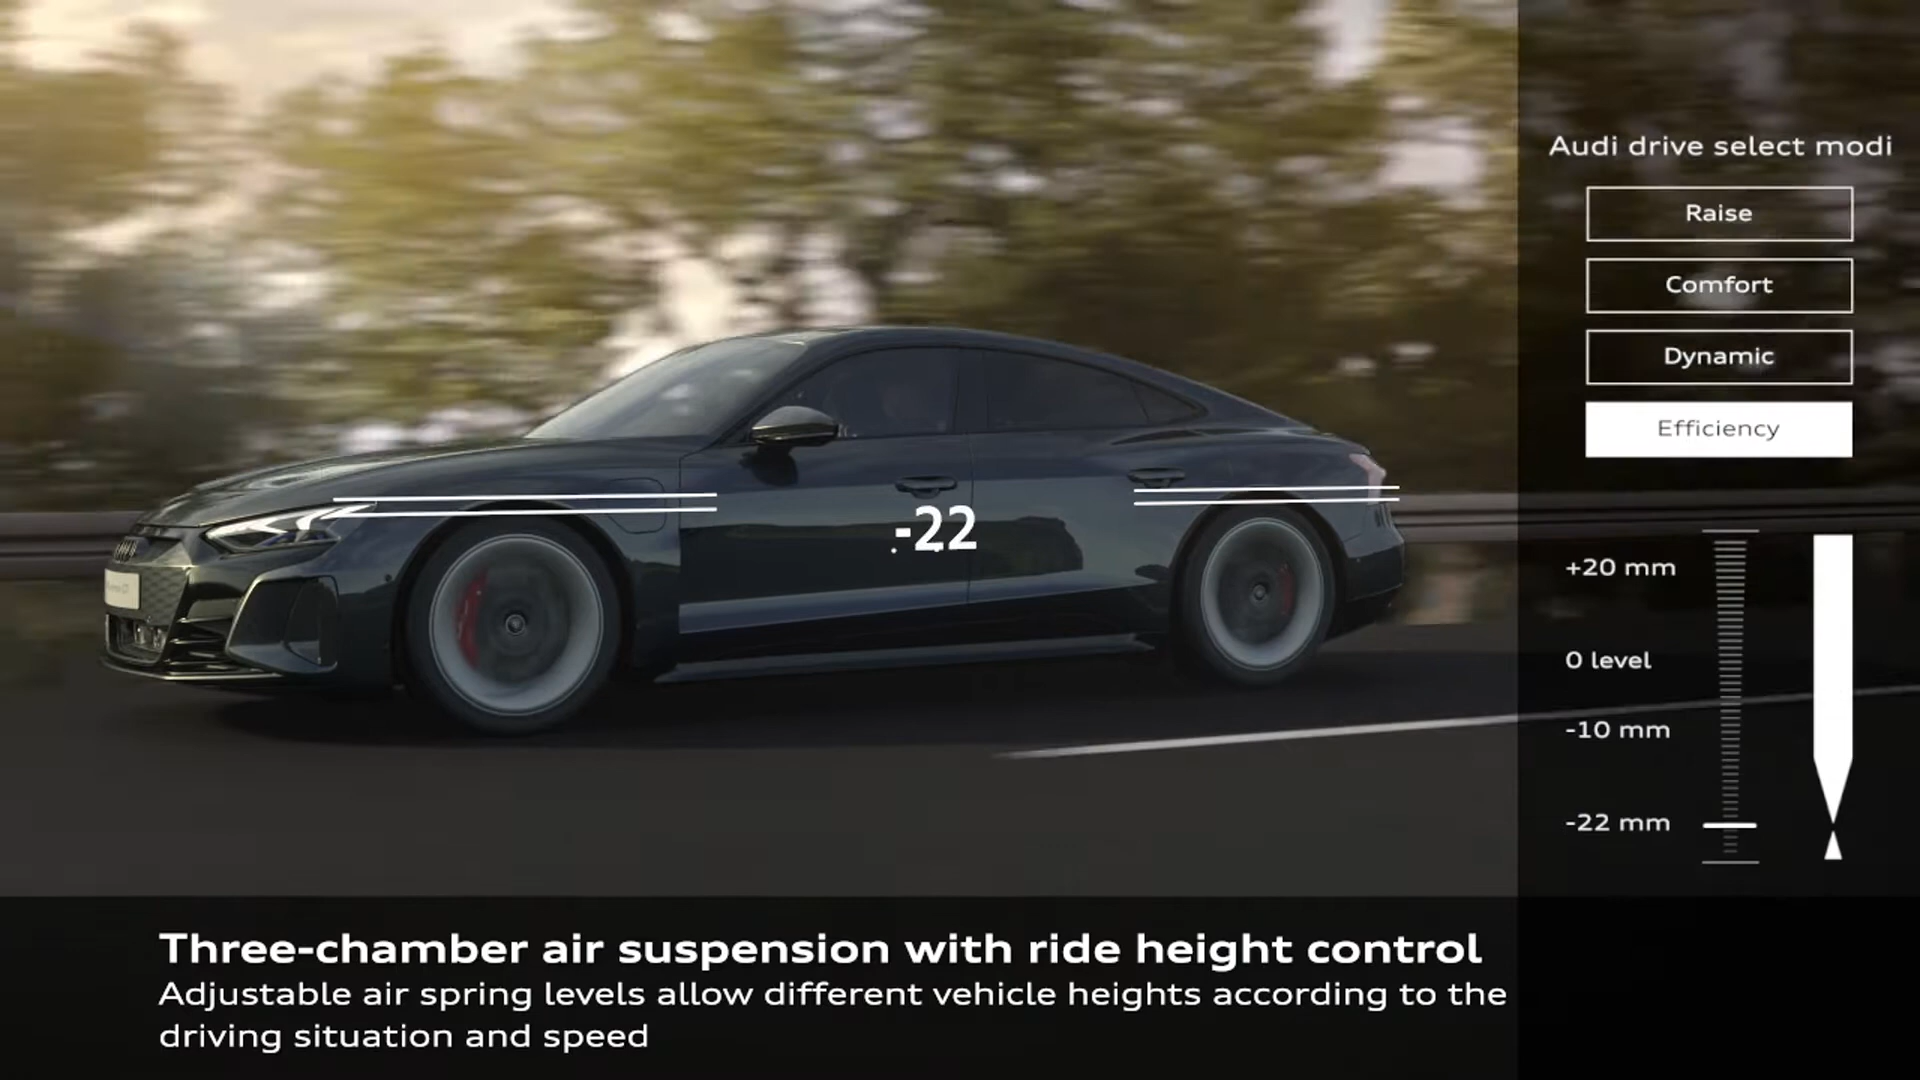 Audi drive select modi
Raise
Comfort
Dynamic
Efficiency
-22
+20 mm
0 level
-10 mm
-22 mm
Three-chamber air suspension with ride height control
Adjustable air spring levels allow different vehicle heights according to the
driving situation and speed